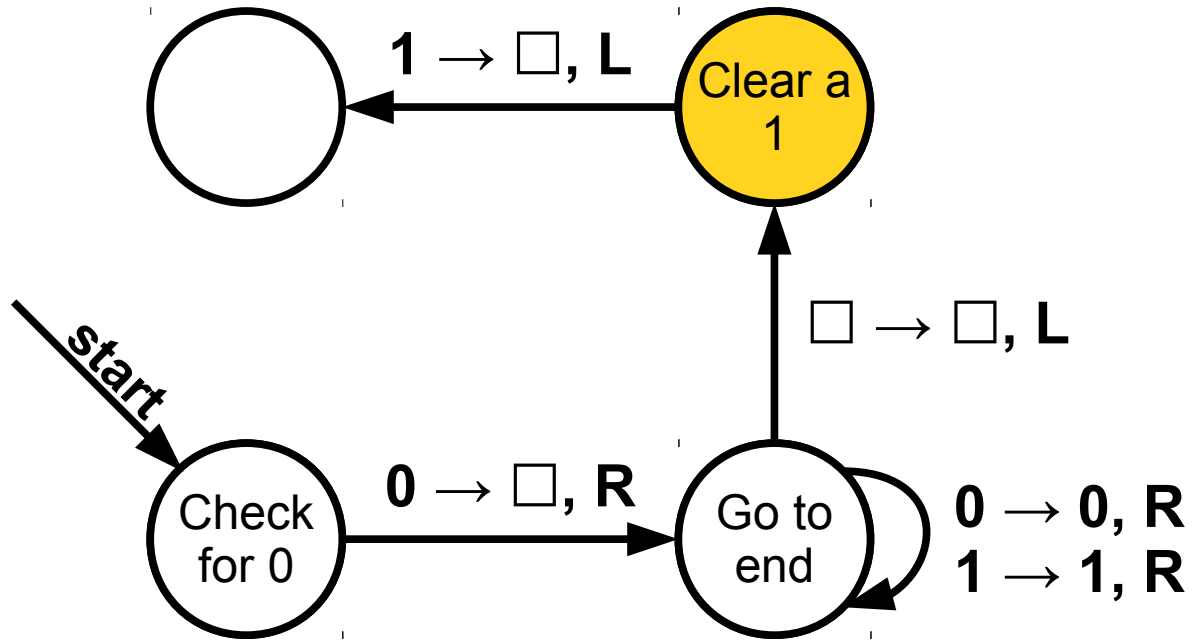 1 → □, L
Clear a
1
□ → □, L
start
Check
for 0
0 → □, R
Go to
end
0 → 0, R
1 → 1, R